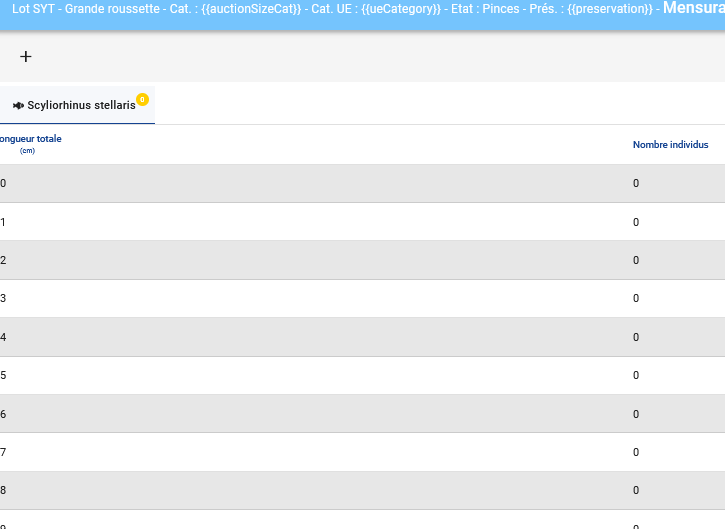 Lot SYT - Grande roussette - Cat. : {{auctionSizeCat}} - Cat. UE : {{ueCategory}} - Etat : Pinces - Prés. : {{preservation}} - Mensura
+
Scyliorhinus stellaris 0
ongueur totale
(cm)
Nombre individus
0 0
1 0
2 0
3 0
4 0
5 0
6 0
7 0
8 0
9 0